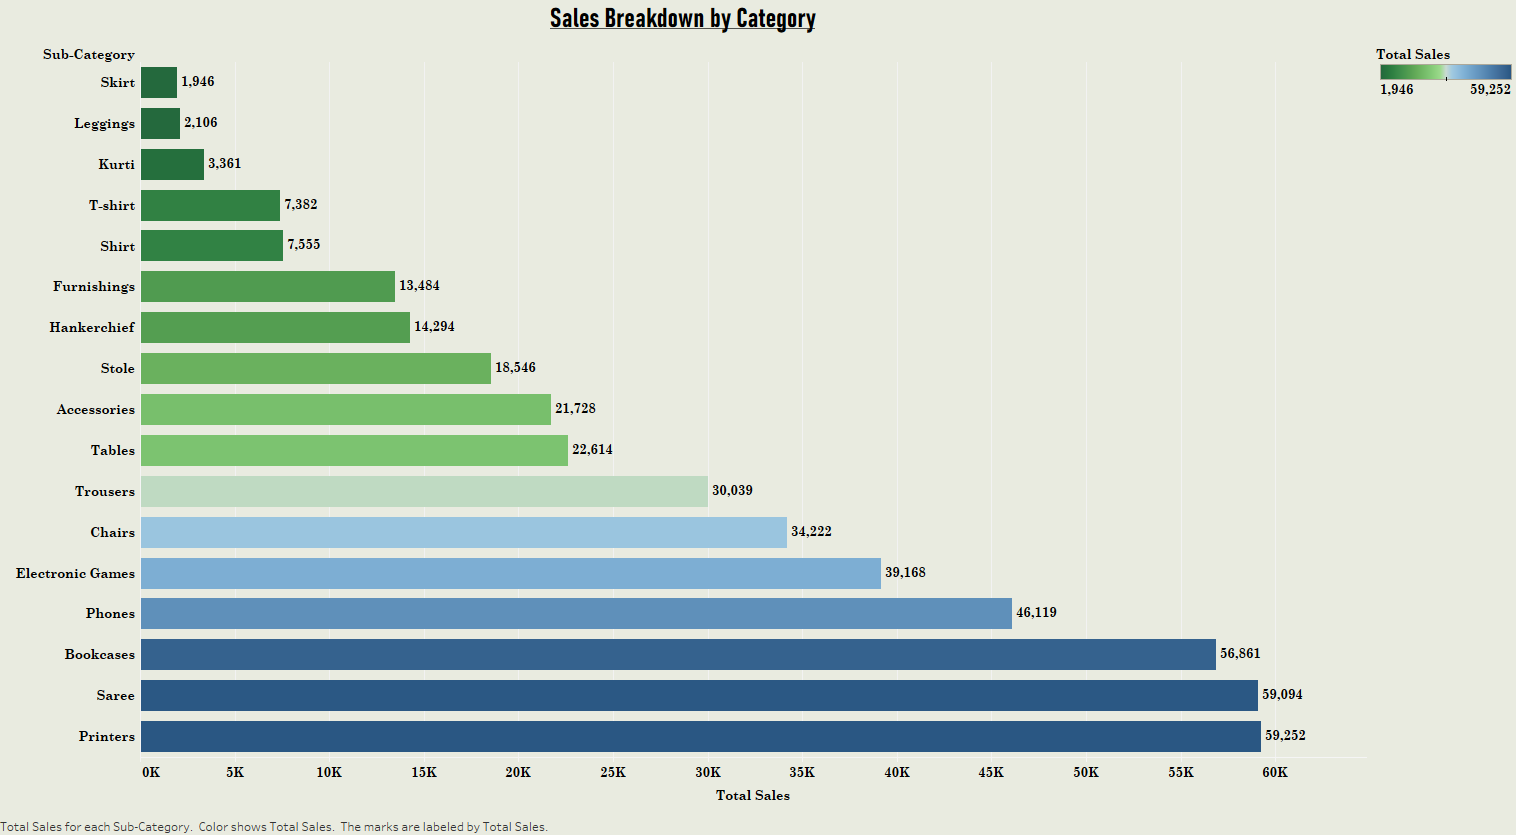 Sales Breakdown by Category
Sub-Category
Total Sales
1,946 59,252
Skirt 1,946
Leggings 2,106
Kurti 3,361
T-shirt 7,382
Shirt 7,555
Furnishings 13,484
Hankerchief 14,294
Stole 18,546
Accessories 21,728
Tables 22,614
Trousers 30,039
Chairs 34,222
Electronic Games 39,168
Phones 46,119
Bookcases 56,861
Saree 59,094
Printers 59,252
0K 5K 10K 15K 20K 25K 30K 35K 40K 45K 50K 55K 60K
Total Sales
Total Sales for each Sub-Category.  Color shows Total Sales.  The marks are labeled by Total Sales.